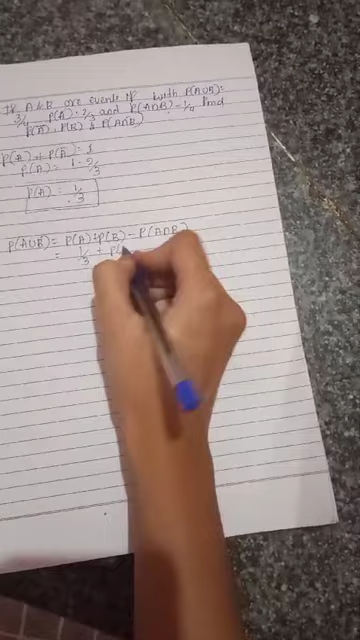 If A & B are events if with P(A∪B) =
3/4 P(A̅) = 2/3 and P(A∩B) = 1/4 find
P(A), P(B) & P(A∩B̅)
P(A) + P(A̅) = 1
P(A) = 1 - 2/3
P(A) = 1/3
P(A∪B) = P(A) + P(B) - P(A∩B)
= 1/3 + P(